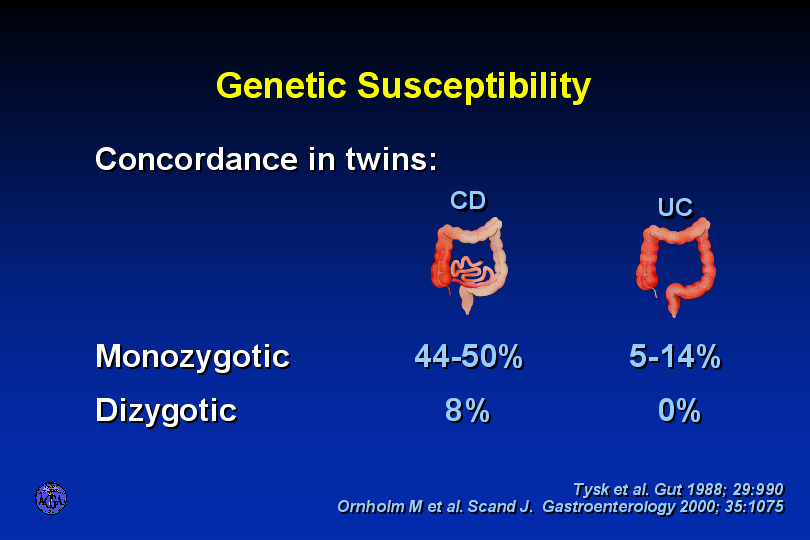 Genetic Susceptibility
Concordance in twins:
CD UC
Monozygotic 44-50% 5-14%
Dizygotic 8% 0%
Tysk et al. Gut 1988; 29:990
Ornholm M et al. Scand J. Gastroenterology 2000; 35:1075